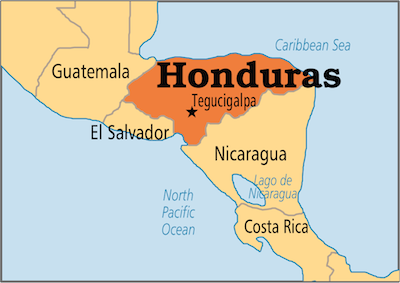 Caribbean Sea
Guatemala
Honduras
Tegucigalpa
El Salvador
Nicaragua
Lago de
Nicaragua
North
Pacific
Ocean
Costa Rica